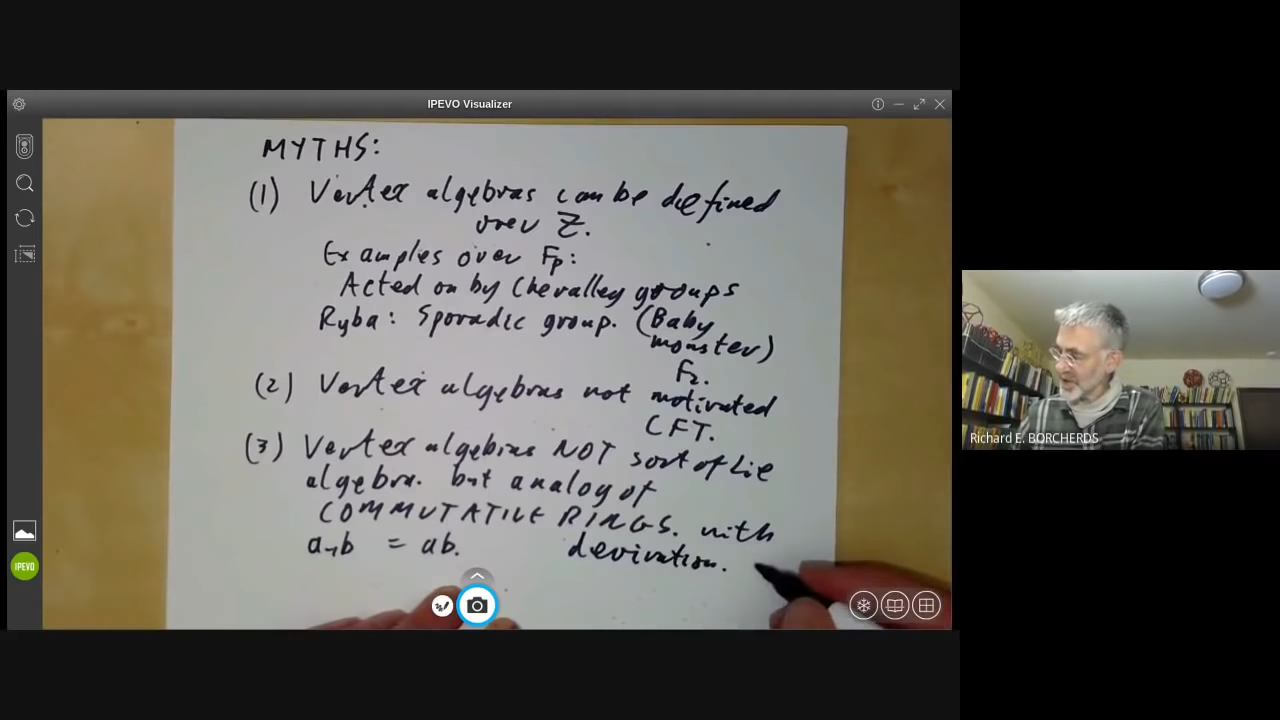 IPEVO Visualizer
MYTHS:
(1) Vertex algebras can be defined
over Z.
Examples over Fp:
Acted on by Chevalley groups
Ryba: Sporadic group. (Baby
monster)
F2.
(2) Vertex algebras not motivated
CFT.
(3) Vertex algebras NOT sort of Lie
algebra. but analog of
COMMUTATIVE RINGS. with
derivation.
a₋₁b = ab.
IPEVO
Richard E. BORCHERDS